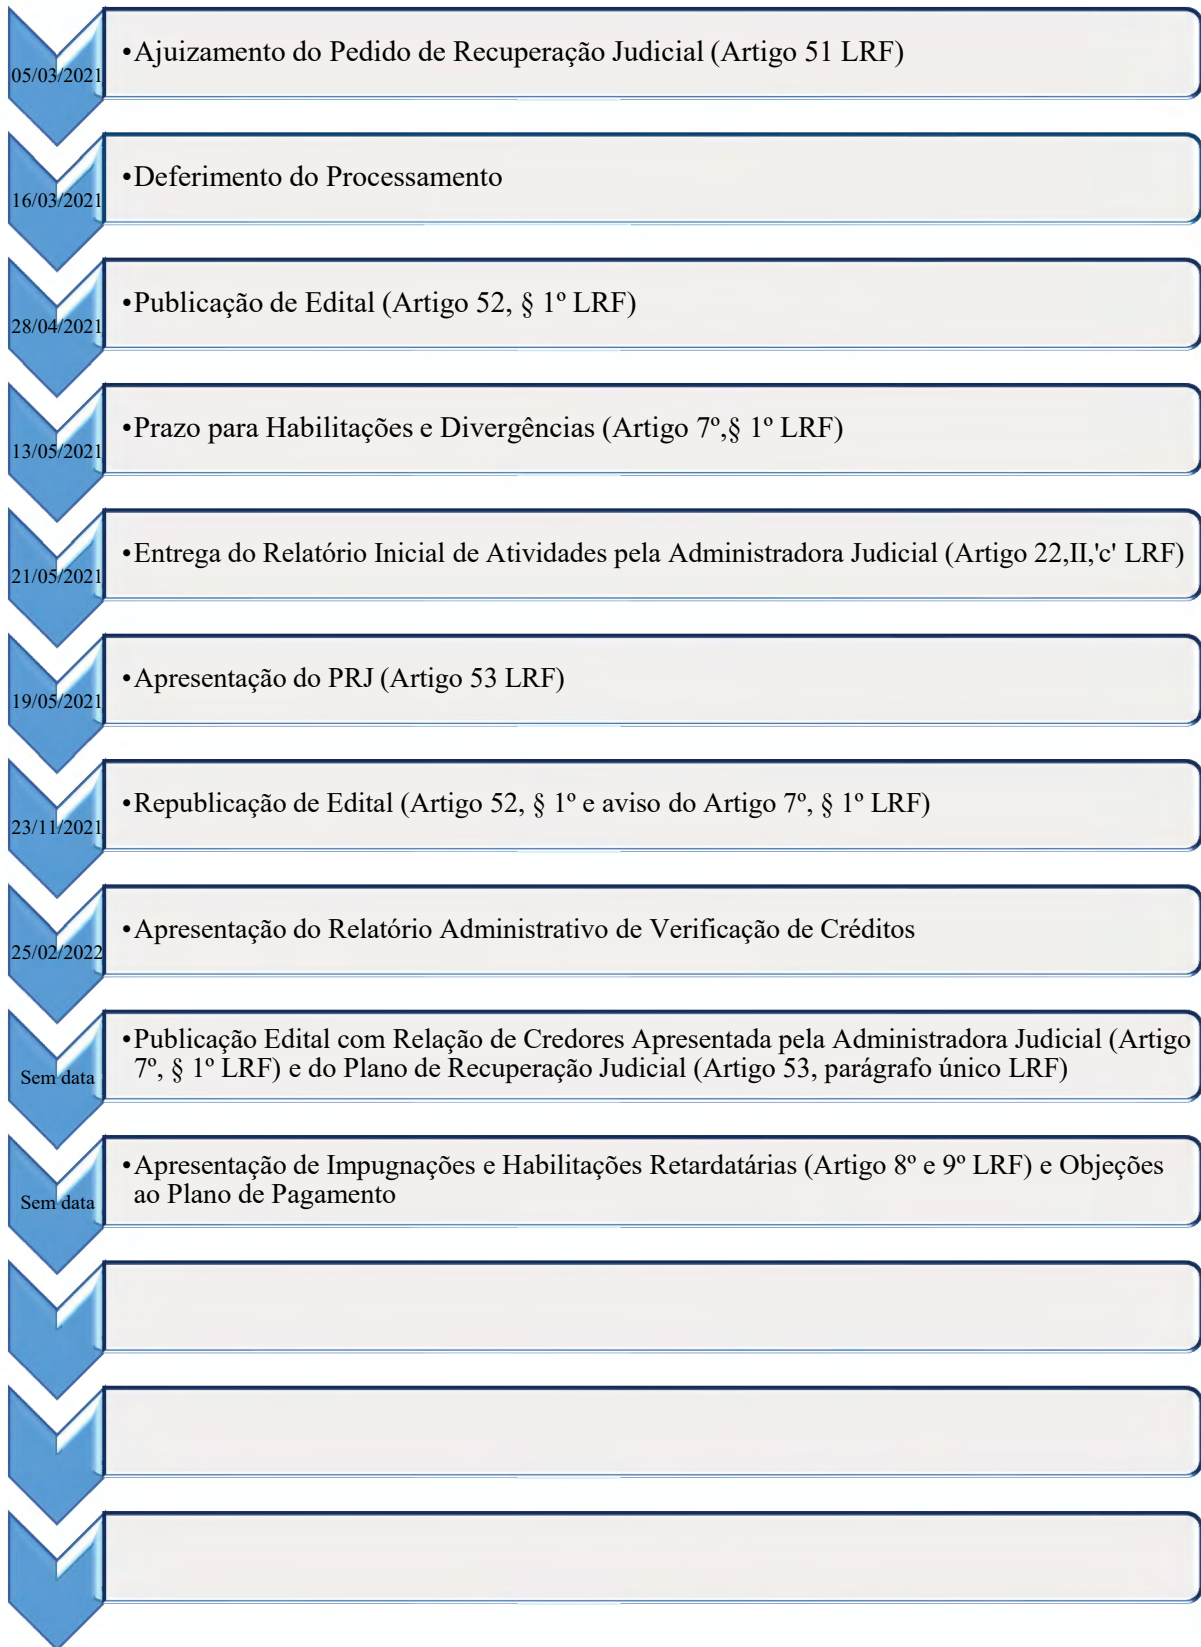 05/03/2021
•Ajuizamento do Pedido de Recuperação Judicial (Artigo 51 LRF)
16/03/2021
•Deferimento do Processamento
28/04/2021
•Publicação de Edital (Artigo 52, § 1º LRF)
13/05/2021
•Prazo para Habilitações e Divergências (Artigo 7º,§ 1º LRF)
21/05/2021
•Entrega do Relatório Inicial de Atividades pela Administradora Judicial (Artigo 22,II,'c' LRF)
19/05/2021
•Apresentação do PRJ (Artigo 53 LRF)
23/11/2021
•Republicação de Edital (Artigo 52, § 1º e aviso do Artigo 7º, § 1º LRF)
25/02/2022
•Apresentação do Relatório Administrativo de Verificação de Créditos
Sem data
•Publicação Edital com Relação de Credores Apresentada pela Administradora Judicial (Artigo
7º, § 1º LRF) e do Plano de Recuperação Judicial (Artigo 53, parágrafo único LRF)
Sem data
•Apresentação de Impugnações e Habilitações Retardatárias (Artigo 8º e 9º LRF) e Objeções
ao Plano de Pagamento